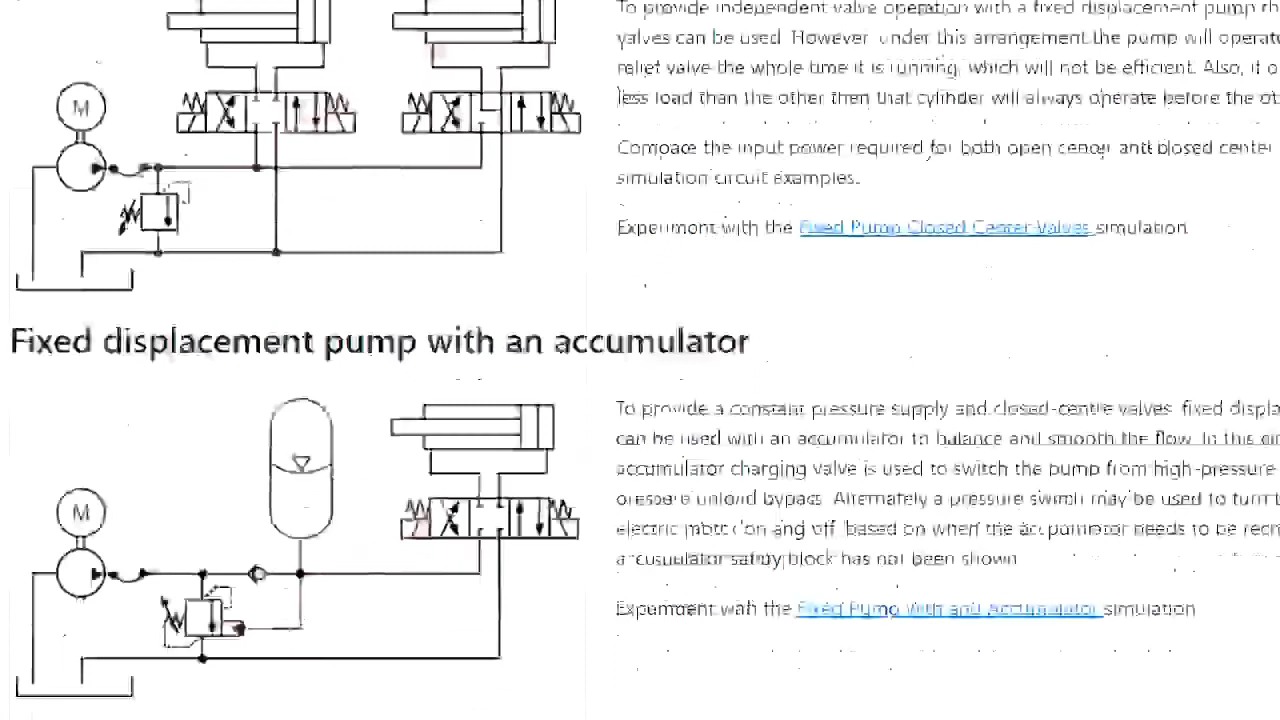 To provide independent valve operation with a fixed displacement pump
valves can be used. However under this arrangement the pump will
relief valve the whole time it is running, which will not be efficient. Also, if
less load than the other then that cylinder will always operate before the
M
Compare the input power required for both open center and closed center
simulation circuit examples.
Experiment with the Fixed Pump Closed Center Valves simulation
Fixed displacement pump with an accumulator
To provide a constant pressure supply and closed-centre valves fixed
can be used with an accumulator to balance and smooth the flow. In this
accumulator charging valve is used to switch the pump from high-pressure
pressure unload bypass. Alternately a pressure switch may be used to turn
M
electric motor on and off based on when the accumulator needs to be
accumulator safety block has not been shown
Experiment with the Fixed Pump With an Accumulator simulation